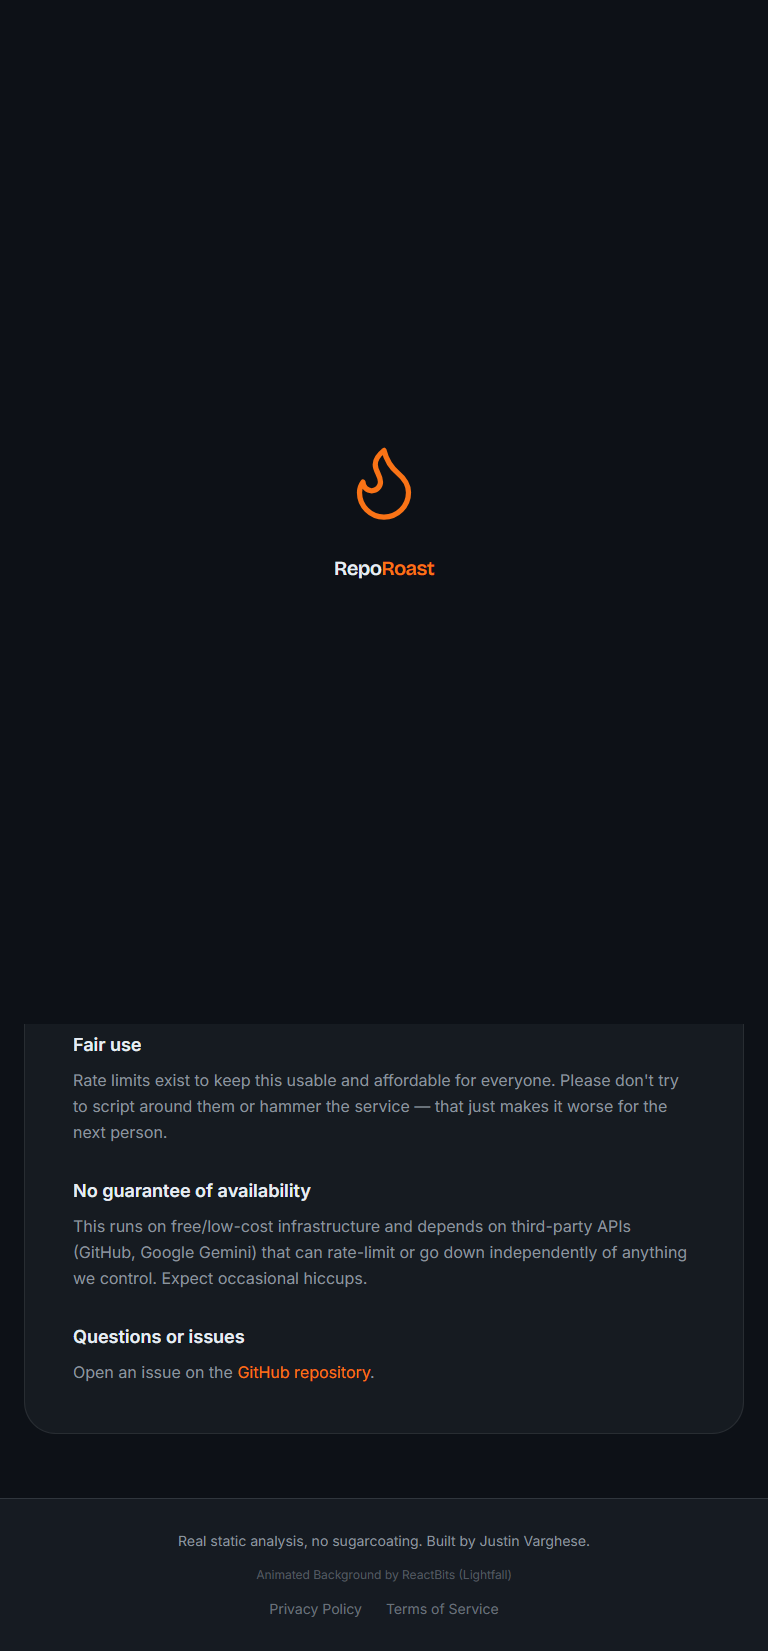 RepoRoast
Fair use
Rate limits exist to keep this usable and affordable for everyone. Please don't try
to script around them or hammer the service — that just makes it worse for the
next person.
No guarantee of availability
This runs on free/low-cost infrastructure and depends on third-party APIs
(GitHub, Google Gemini) that can rate-limit or go down independently of anything
we control. Expect occasional hiccups.
Questions or issues
Open an issue on the GitHub repository.
Real static analysis, no sugarcoating. Built by Justin Varghese.
Animated Background by ReactBits (Lightfall)
Privacy Policy Terms of Service